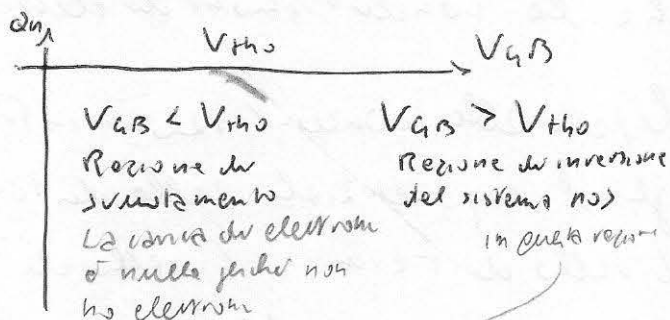 Qn
Vtho
VGB
VGB < Vtho
VGB > Vtho
Regione di
svuotamento
La carica di elettroni
è nulla perché non
ho elettroni
Regione di inversione
del sistema nos
in questa regione